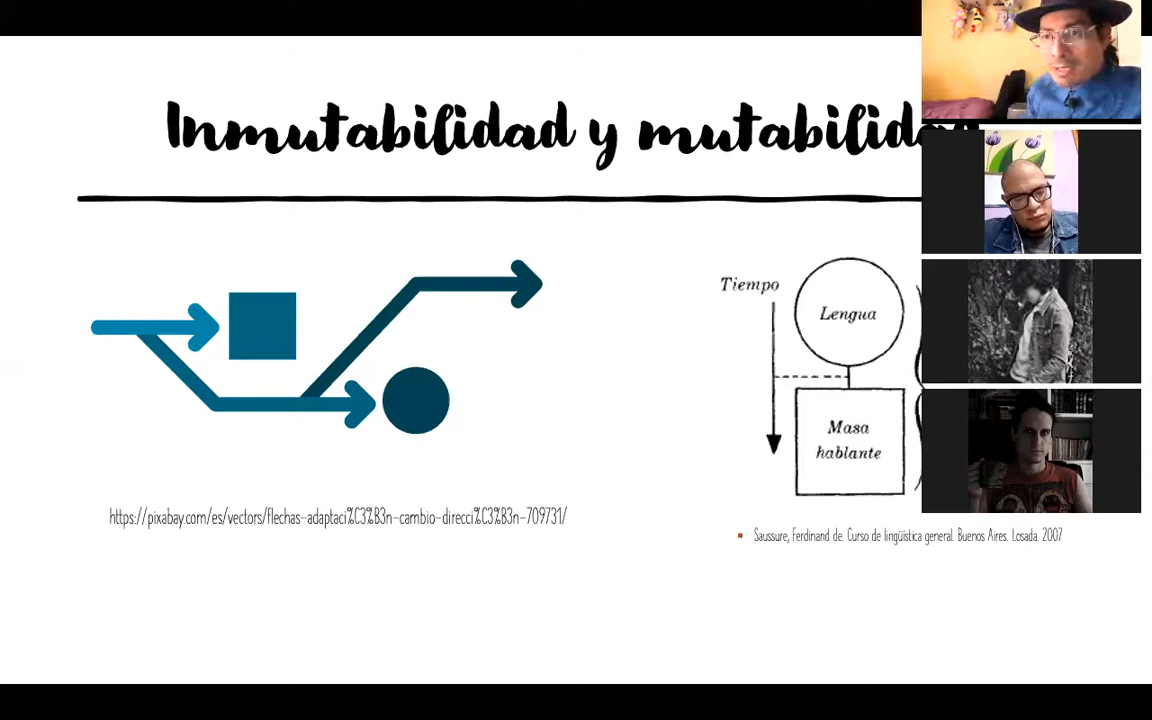 Inmutabilidad y mutabilidad
Tiempo
Lengua
Masa
hablante
https://pixabay.com/es/vectors/flechas-adaptaci%C3%B3n-cambio-direcci%C3%B3n-709731/
Saussure, Ferdinand de. Curso de lingüística general. Buenos Aires. Losada. 2007